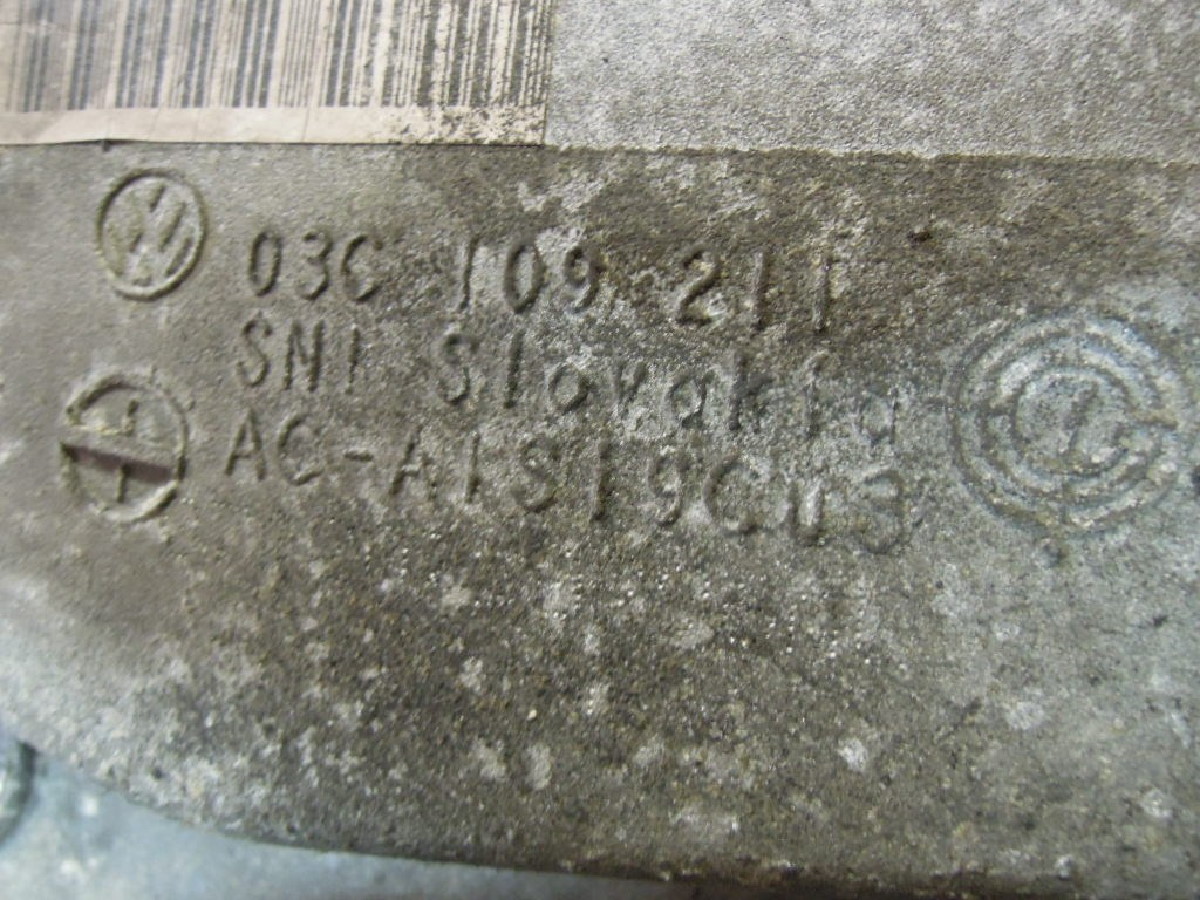 03C 109 211
SNI Slovakia
AC-AlSi9Cu3